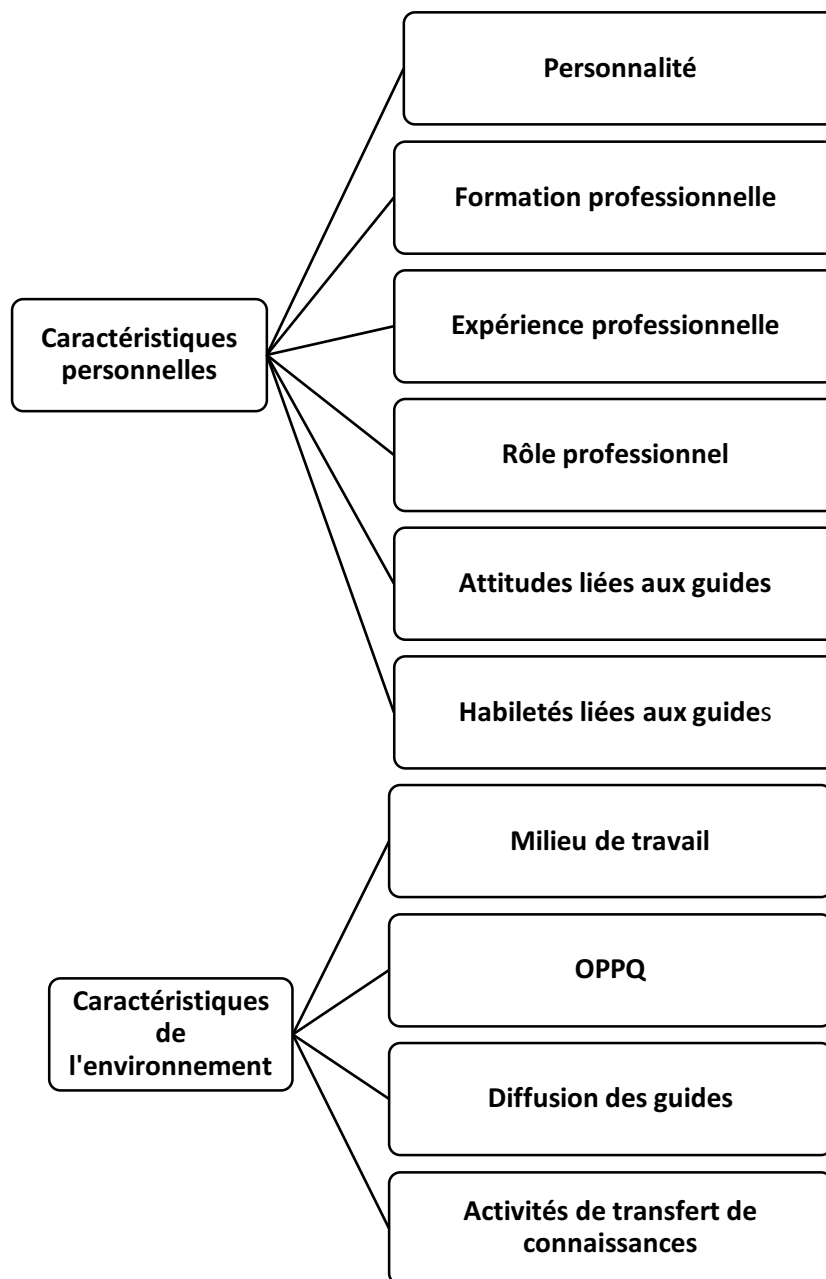 Personnalité
Formation professionnelle
Expérience professionnelle
Caractéristiques
personnelles
Rôle professionnel
Attitudes liées aux guides
Habiletés liées aux guides
Milieu de travail
OPPQ
Caractéristiques
de
l'environnement
Diffusion des guides
Activités de transfert de
connaissances